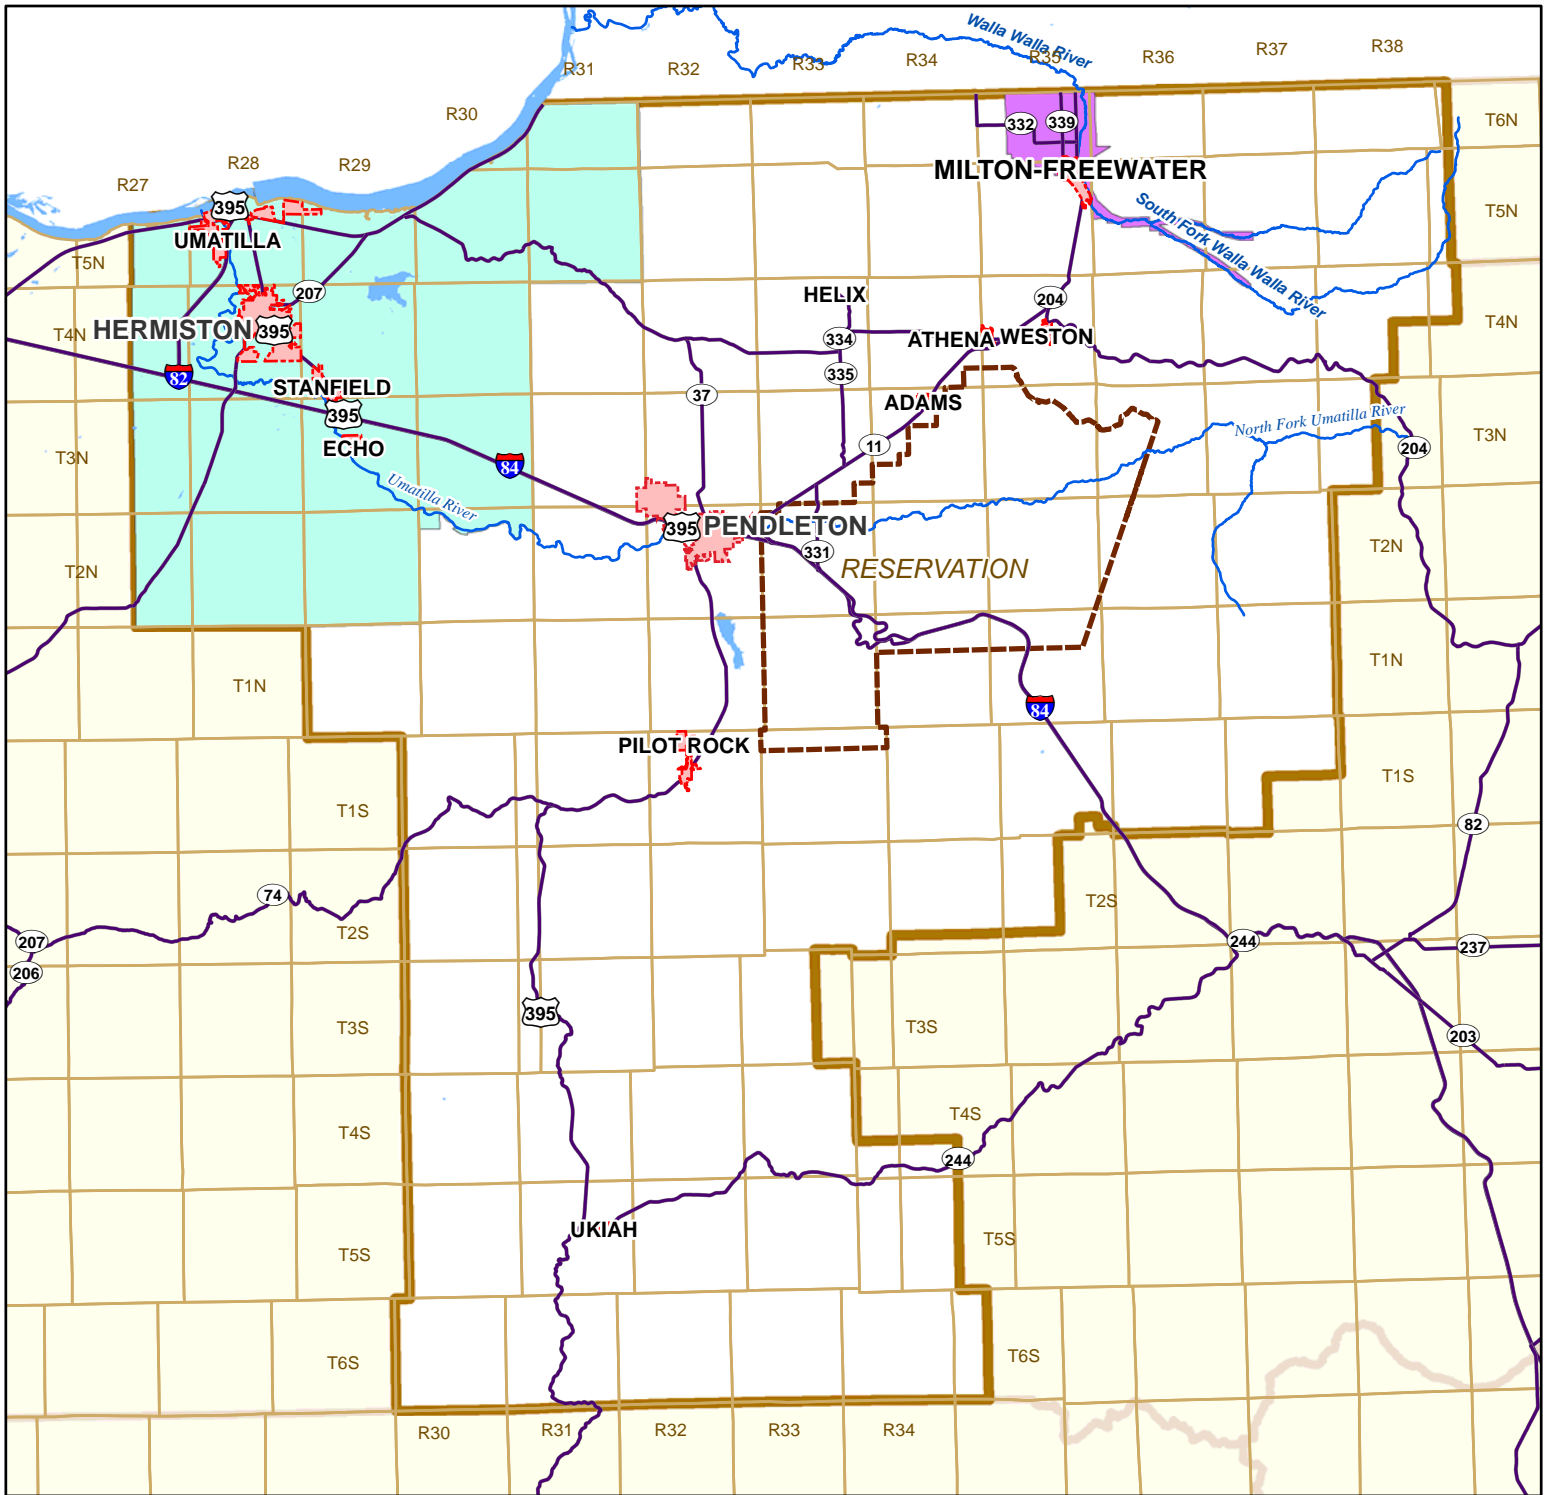 Walla Walla River
R31
R32
R33
R34
R35
R36
R37
R38
R30
332
339
T6N
R28
R29
R27
MILTON-FREEWATER
395
T5N
UMATILLA
South Fork Walla Walla River
T5N
207
HELIX
204
T4N
HERMISTON
395
334
ATHENA
WESTON
T4N
82
335
STANFIELD
37
ADAMS
395
North Fork Umatilla River
T3N
ECHO
11
204
T3N
84
Umatilla River
395
PENDLETON
331
T2N
RESERVATION
T2N
T1N
T1N
84
PILOT ROCK
T1S
T1S
82
74
T2S
T2S
207
244
237
206
395
T3S
T3S
203
T4S
T4S
244
UKIAH
T5S
T5S
T6S
T6S
R30
R31
R32
R33
R34